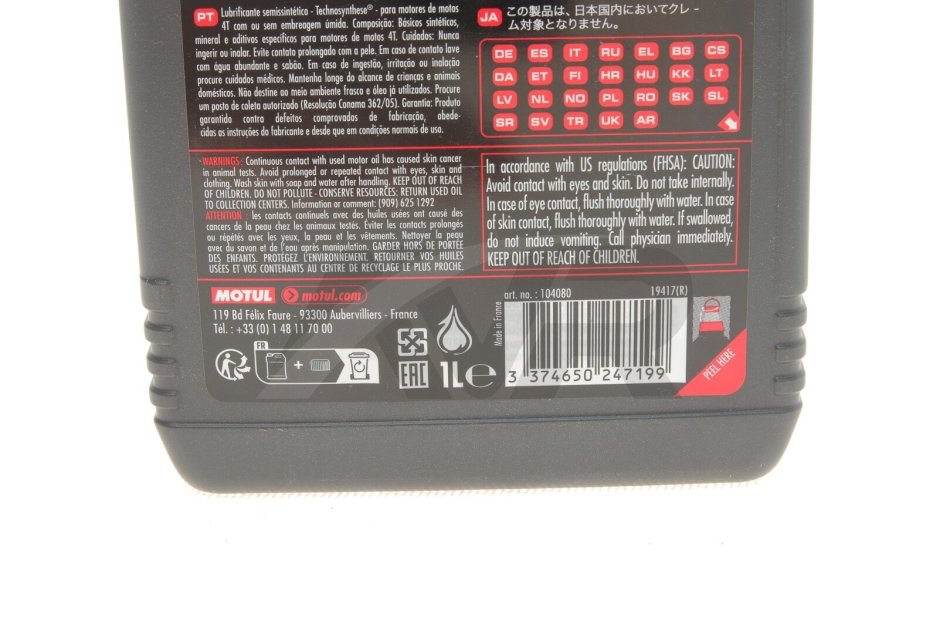 PT Lubrificante semissintético - Technosynthese® - para motores de motos
4T com ou sem embreagem úmida. Composição: Básicos sintéticos,
mineral e aditivos específicos para motores de motos 4T. Cuidados: Nunca
ingerir ou inalar. Evite contato prolongado com a pele. Em caso de contato lave
com água abundante e sabão. Em caso de ingestão, irritação ou inalação
procure cuidados médicos. Mantenha longo do alcance de crianças e animais
domésticos. Não destine ao meio ambiente frasco e óleo já utilizados. Procure
um posto de coleta autorizado (Resolução Conama 362/05). Garantia: Produto
garantido contra defeitos comprovados de fabricação, obede-
cidas as instruções do fabricante e desde que em condições normais de uso.
JA この製品は、日本国内においてクレ-
ム対象となりません。
DE ES IT RU EL BG CS
DA ET FI HR HU KK LT
LV NL NO PL RO SK SL
SR SV TR UK AR
WARNINGS: Continuous contact with used motor oil has caused skin cancer
in animal tests. Avoid prolonged or repeated contact with eyes, skin and
clothing. Wash skin with soap and water after handling. KEEP OUT OF REACH
OF CHILDREN. DO NOT POLLUTE - CONSERVE RESOURCES: RETURN USED OIL
TO COLLECTION CENTERS. Information or comment: (909) 625 1292
ATTENTION : les contacts continuels avec des huiles usées ont causé des
cancers de la peau chez les animaux testés. Éviter les contacts prolongés
ou répétés avec les yeux, la peau et les vêtements. Nettoyer la peau
avec du savon et de l'eau après manipulation. GARDER HORS DE PORTÉE
DES ENFANTS. PROTÉGEZ L'ENVIRONNEMENT. RETOURNER VOS HUILES
USÉES ET VOS CONTENANTS AU CENTRE DE RECYCLAGE LE PLUS PROCHE.
In accordance with US regulations (FHSA): CAUTION:
Avoid contact with eyes and skin. Do not take internally.
In case of eye contact, flush thoroughly with water. In case
of skin contact, flush thoroughly with water. If swallowed,
do not induce vomiting. Call physician immediately.
KEEP OUT OF REACH OF CHILDREN.
MOTUL motul.com
119 Bd Félix Faure - 93300 Aubervilliers - France
Tél. : +33 (0) 1 48 11 70 00
FR
+
EAC
1L e
Made in France
art. no. : 104080 19417(R)
3 374650 247199
PEEL HERE